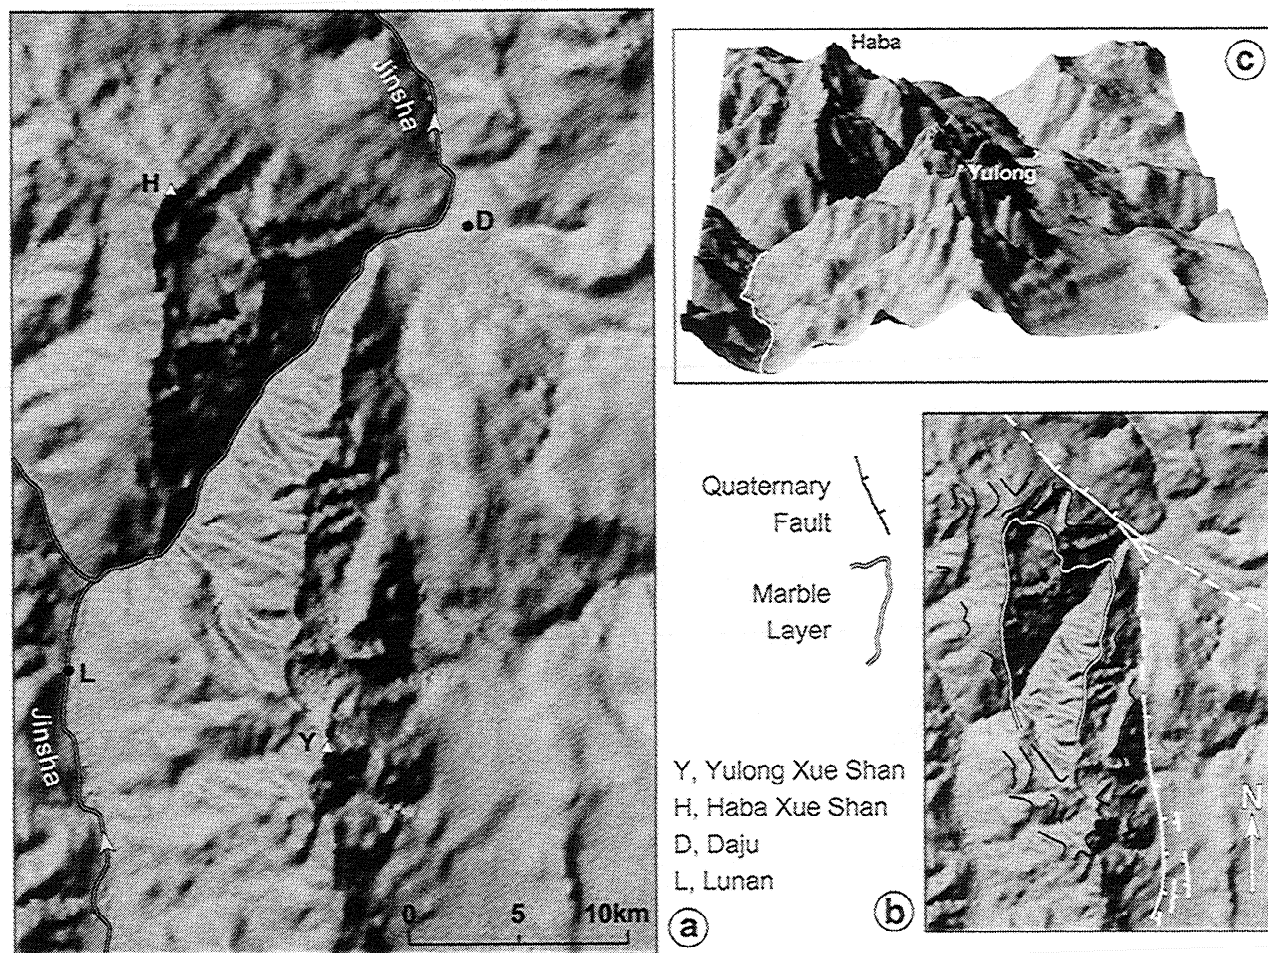 Jinsha
H
D
L
Jinsha
Y
0 5 10km
a
Haba
Yulong
c
Quaternary
Fault
Marble
Layer
Y, Yulong Xue Shan
H, Haba Xue Shan
D, Daju
L, Lunan
N
b